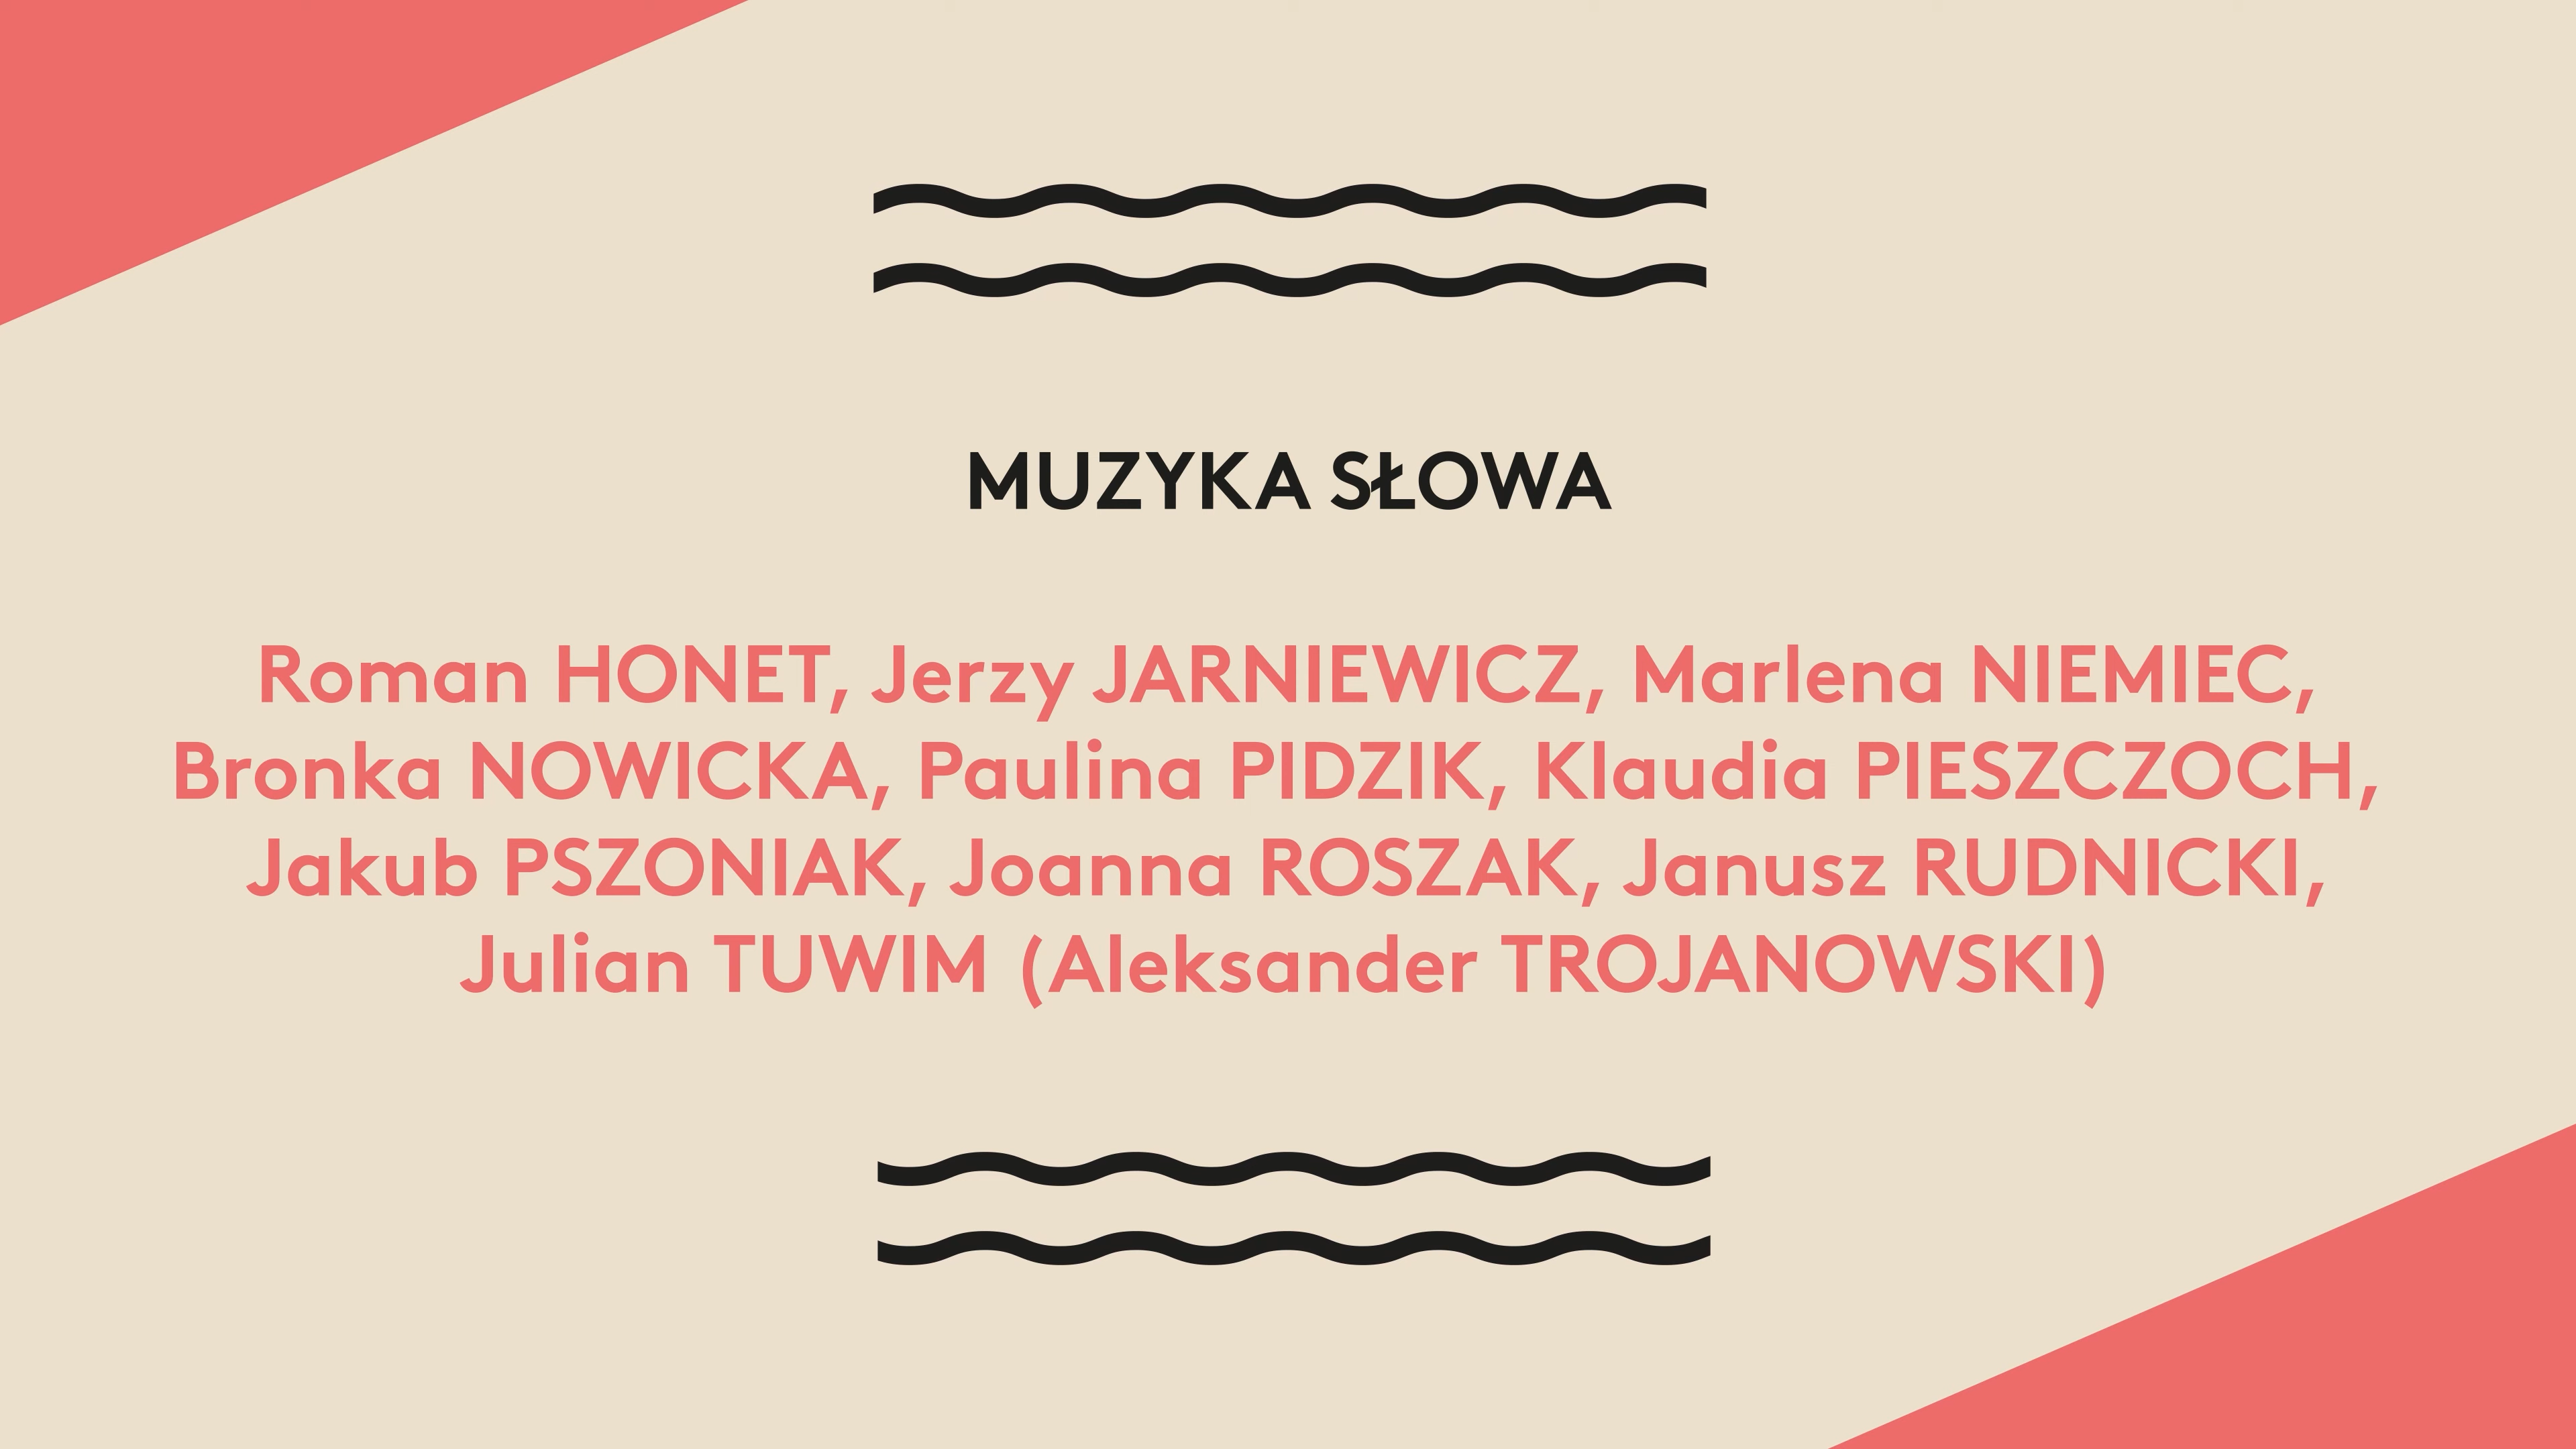 MUZYKA SŁOWA
Roman HONET, Jerzy JARNIEWICZ, Marlena NIEMIEC,
Bronka NOWICKA, Paulina PIDZIK, Klaudia PIESZCZOCH,
Jakub PSZONIAK, Joanna ROSZAK, Janusz RUDNICKI,
Julian TUWIM (Aleksander TROJANOWSKI)